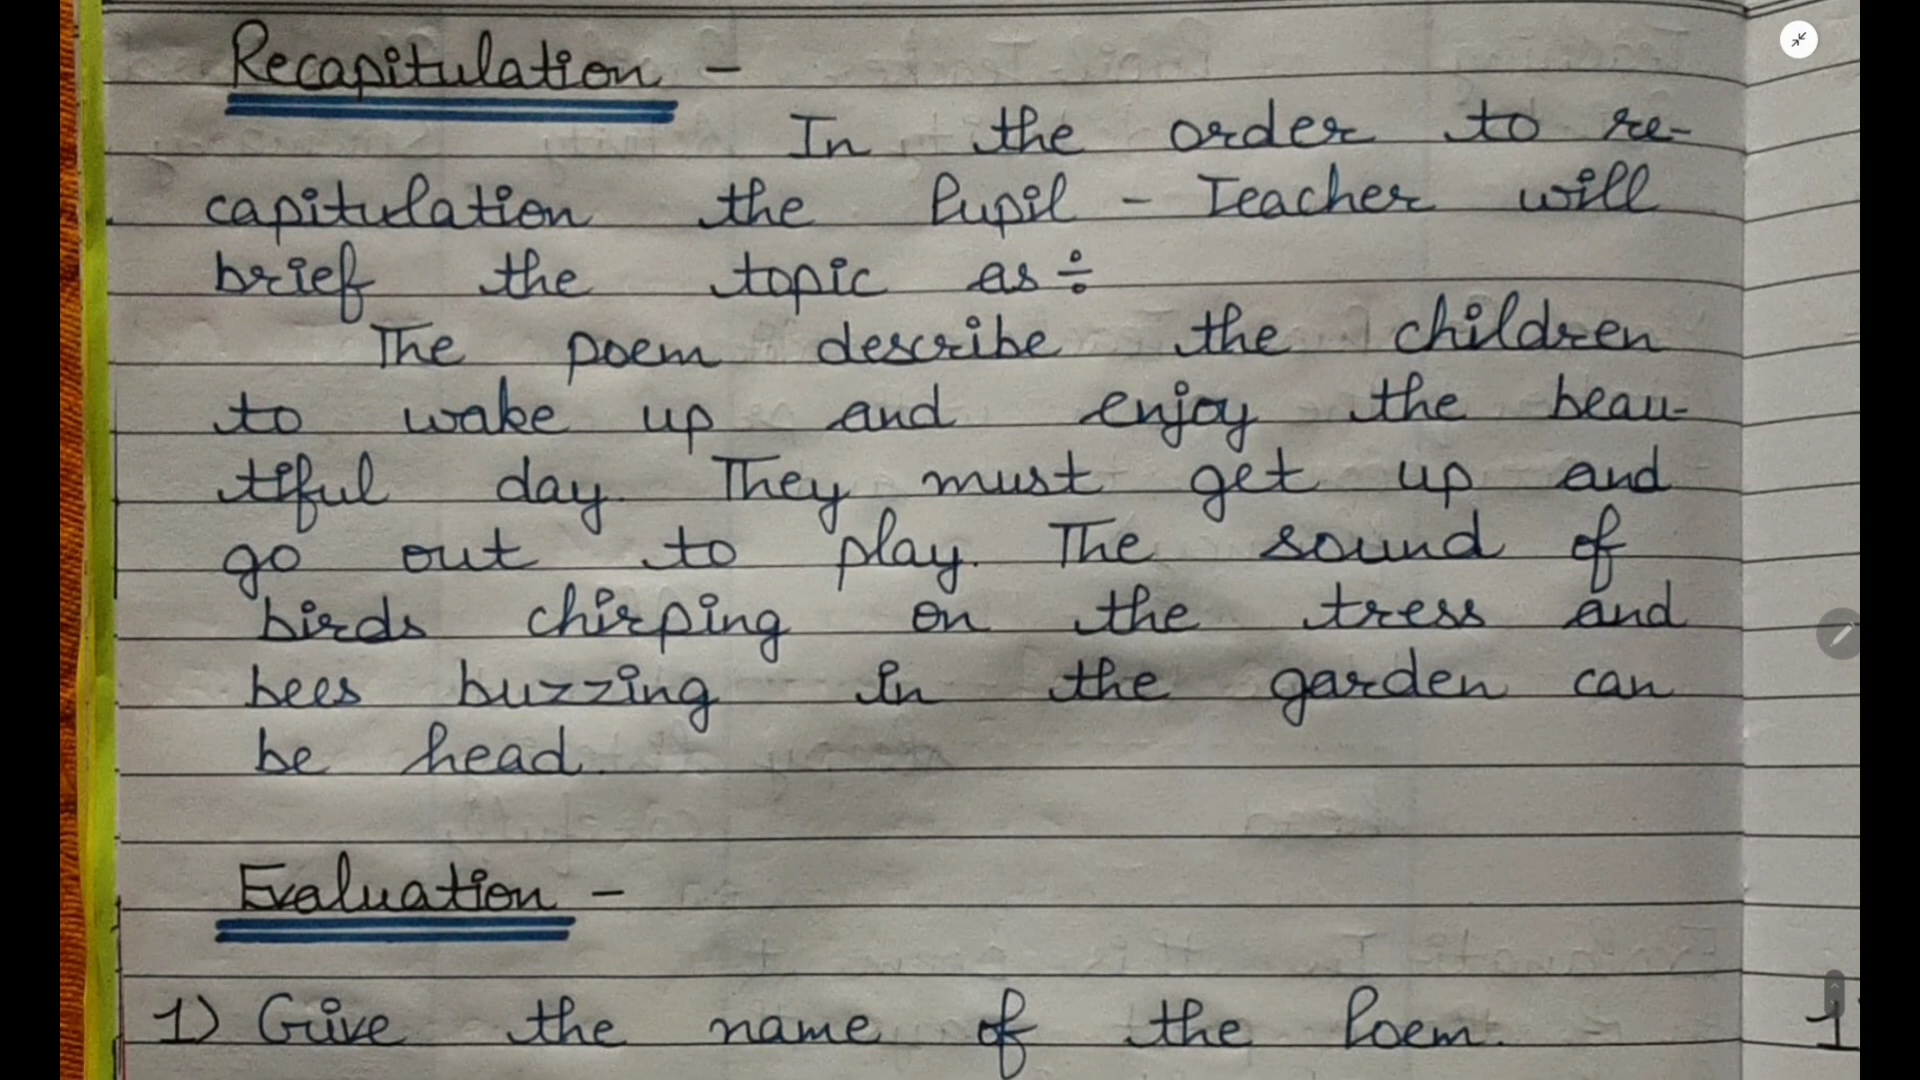 Recapitulation -
In the order to re-
capitulation the Pupil - Teacher will
brief the topic as÷
The poem describe the children
to wake up and enjoy the beau-
tiful day. They must get up and
go out to play. The sound of
birds chirping on the tress and
bees buzzing in the garden can
be head.
Evaluation -
1) Give the name of the Poem.
1